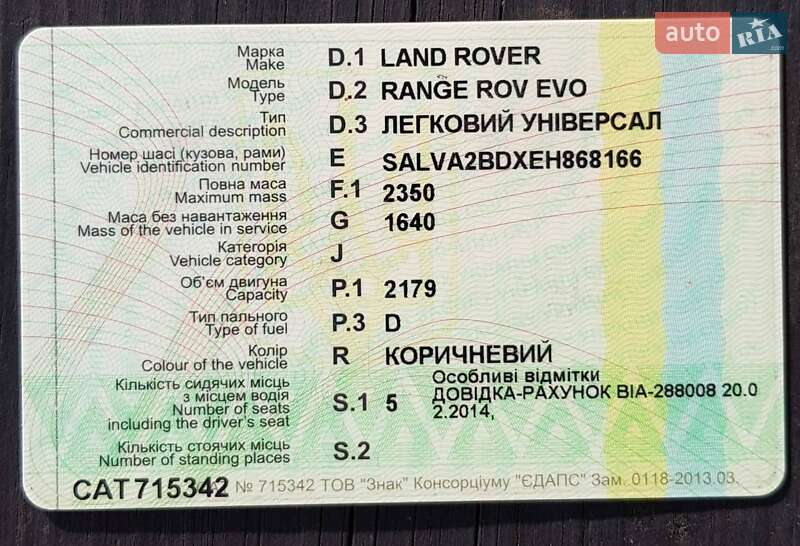 auto RIA .com
Марка
Make D.1 LAND ROVER
Модель
Type D.2 RANGE ROV EVO
Тип
Commercial description D.3 ЛЕГКОВИЙ УНІВЕРСАЛ
Номер шасі (кузова, рами)
Vehicle identification number E SALVA2BDXEH868166
Повна маса
Maximum mass F.1 2350
Маса без навантаження
Mass of the vehicle in service G 1640
Категорія
Vehicle category J
Об'єм двигуна
Capacity P.1 2179
Тип пального
Type of fuel P.3 D
Колір
Colour of the vehicle R КОРИЧНЕВИЙ
Кількість сидячих місць
з місцем водія
Number of seats
including the driver's seat S.1 5
Особливі відмітки
ДОВІДКА-РАХУНОК ВІА-288008 20.0
2.2014,
Кількість стоячих місць
Number of standing places S.2
САТ715342 № 715342 ТОВ "Знак" Консорціуму "ЄДАПС" Зам. 0118-2013.03.